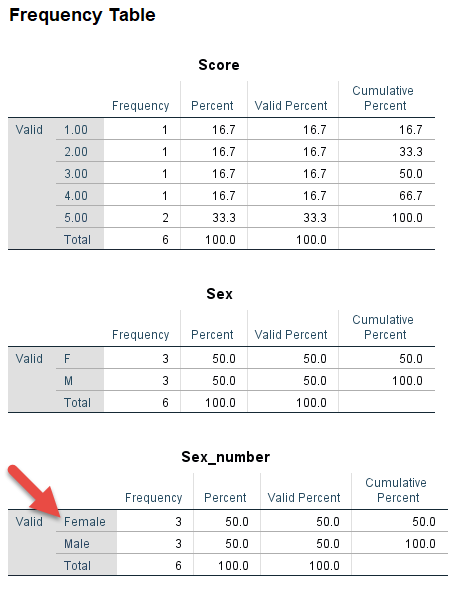 Frequency Table
Score
Frequency Percent Valid Percent Cumulative Percent
Valid 1.00 1 16.7 16.7 16.7
2.00 1 16.7 16.7 33.3
3.00 1 16.7 16.7 50.0
4.00 1 16.7 16.7 66.7
5.00 2 33.3 33.3 100.0
Total 6 100.0 100.0
Sex
Frequency Percent Valid Percent Cumulative Percent
Valid F 3 50.0 50.0 50.0
M 3 50.0 50.0 100.0
Total 6 100.0 100.0
Sex_number
Frequency Percent Valid Percent Cumulative Percent
Valid Female 3 50.0 50.0 50.0
Male 3 50.0 50.0 100.0
Total 6 100.0 100.0